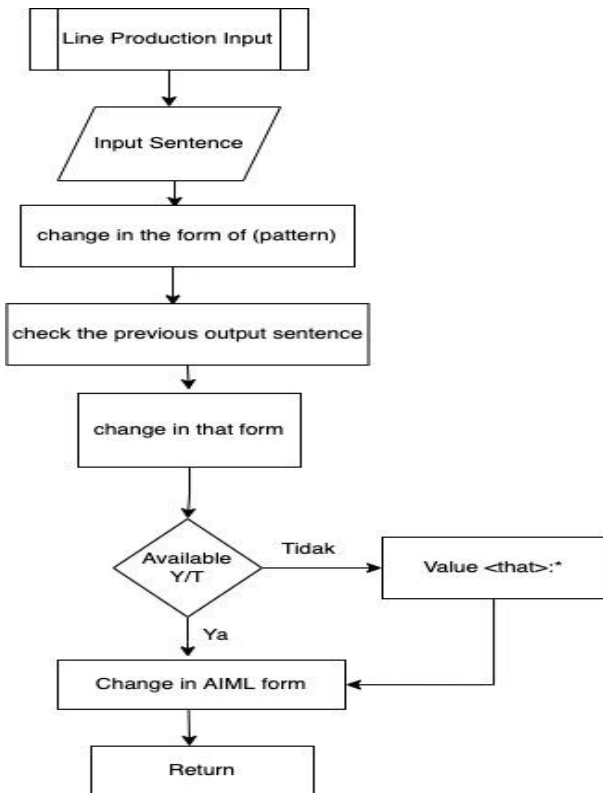 Line Production Input
Input Sentence
change in the form of (pattern)
check the previous output sentence
change in that form
Available
Y/T
Tidak
Value <that>:*
Ya
Change in AIML form
Return